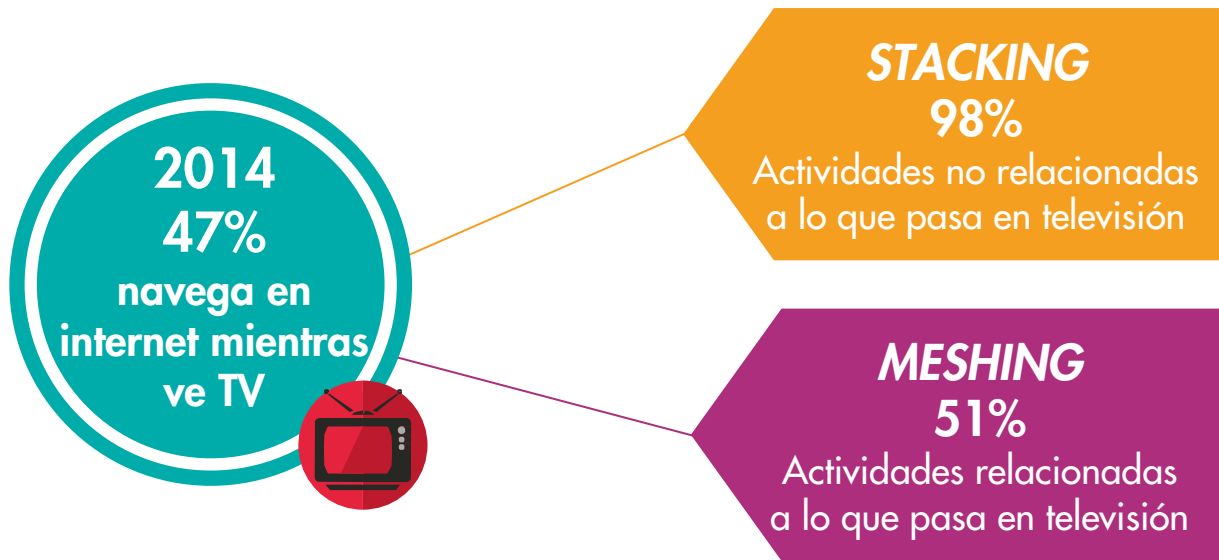 2014
47%
navega en
internet mientras
ve TV
STACKING
98%
Actividades no relacionadas
a lo que pasa en televisión
MESHING
51%
Actividades relacionadas
a lo que pasa en televisión